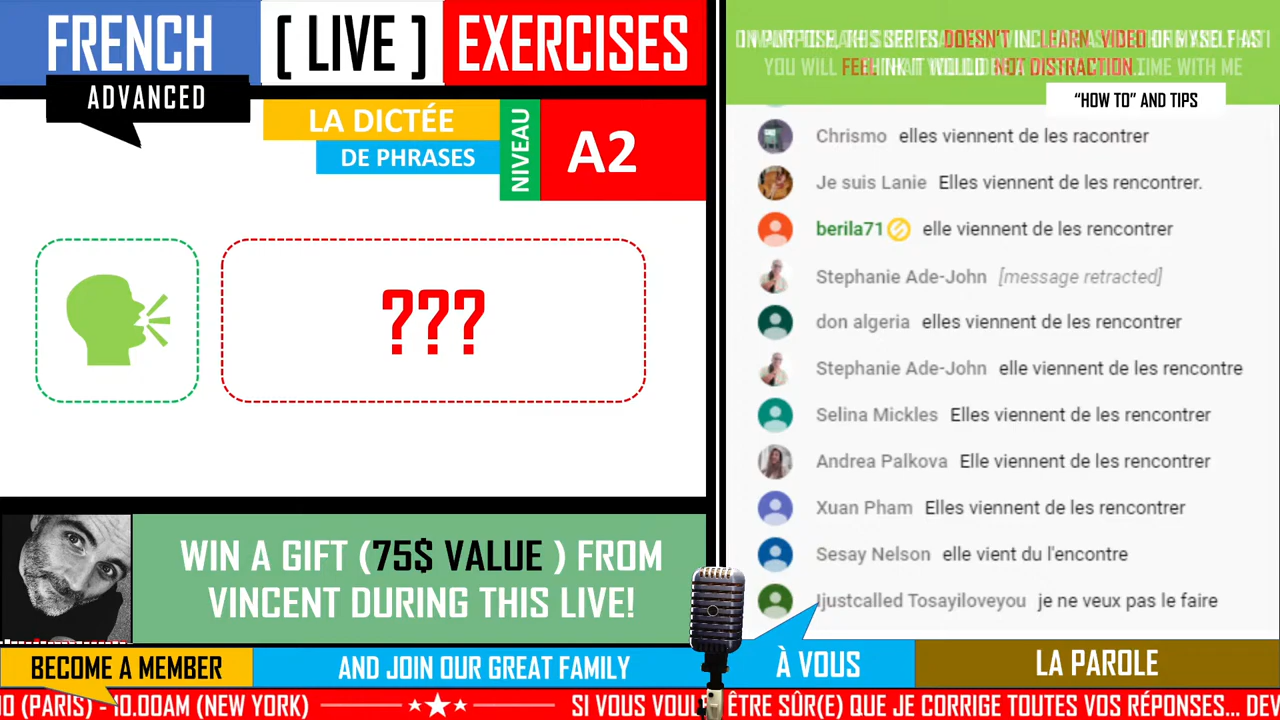 FRENCH
[ LIVE ]
EXERCISES
ADVANCED
LA DICTÉE
DE PHRASES
NIVEAU
A2
???
WIN A GIFT (75$ VALUE ) FROM
VINCENT DURING THIS LIVE!
DOESN'T
YOU WILL
WITH ME
"HOW TO" AND TIPS
Chrismo elles viennent de les racontrer
Je suis Lanie Elles viennent de les rencontrer.
berila71 elle viennent de les rencontrer
Stephanie Ade-John [message retracted]
don algeria elles viennent de les rencontrer
Stephanie Ade-John elle viennent de les rencontre
Selina Mickles Elles viennent de les rencontrer
Andrea Palkova Elle viennent de les rencontrer
Xuan Pham Elles viennent de les rencontrer
Sesay Nelson elle vient du l'encontre
Ijustcalled Tosayiloveyou je ne veux pas le faire
BECOME A MEMBER
AND JOIN OUR GREAT FAMILY
À VOUS
LA PAROLE
(PARIS) - 10.00AM (NEW YORK)
SI VOUS ÊTRE SÛR(E) QUE JE CORRIGE TOUTES VOS RÉPONSES...